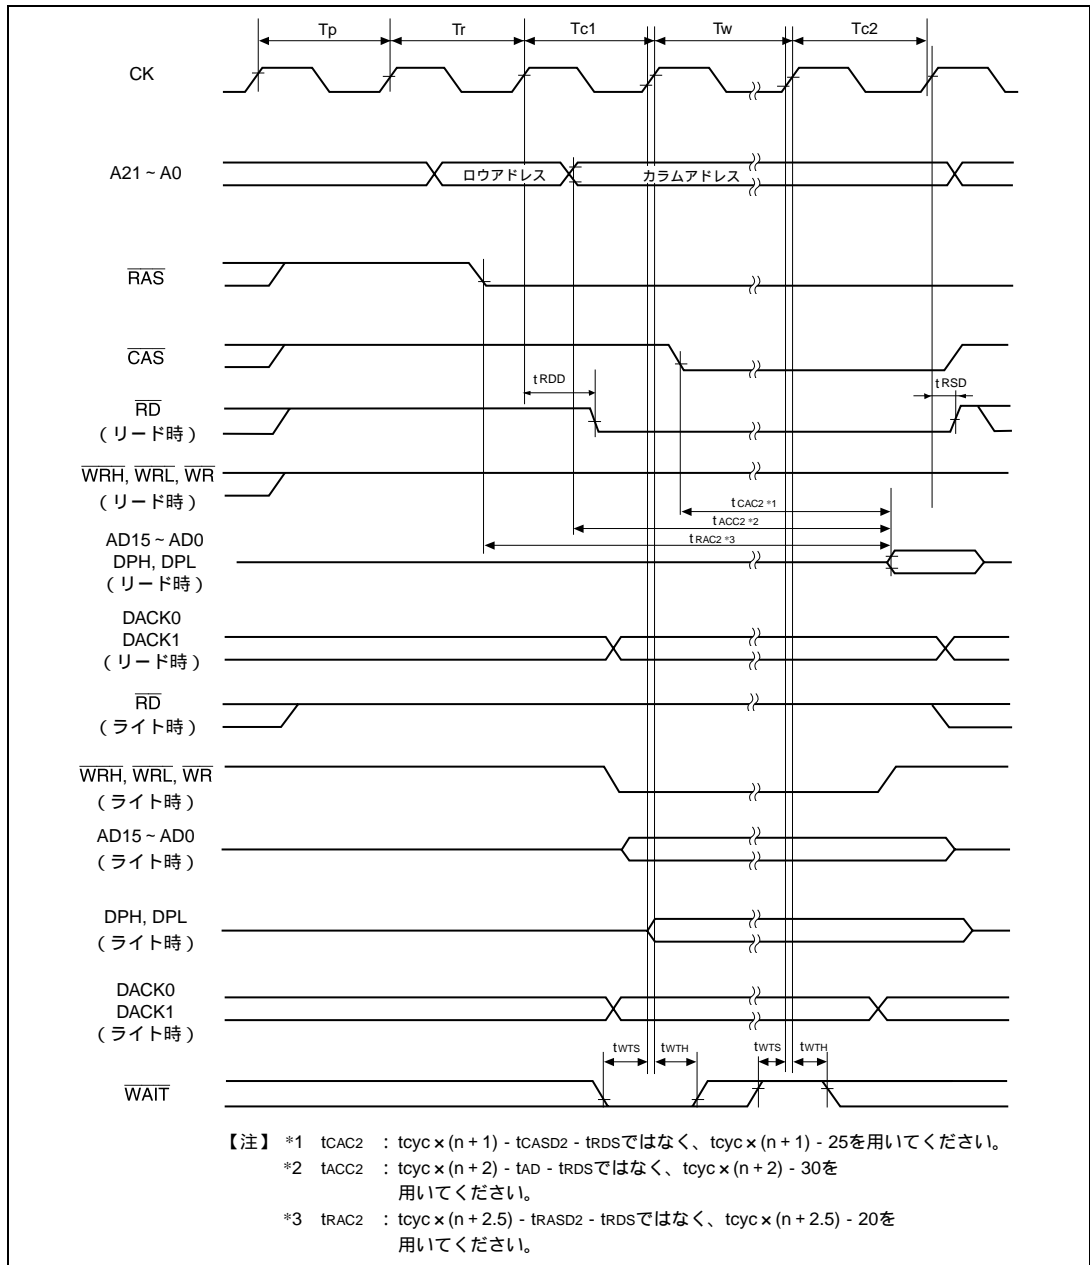 Tp Tr Tc1 Tw Tc2
CK
A21~A0 ロウアドレス カラムアドレス
RAS
CAS
tRDD tRSD
RD
(リード時)
WRH, WRL, WR
(リード時)
tCAC2 *1
tACC2 *2
tRAC2 *3
AD15~AD0
DPH, DPL
(リード時)
DACK0
DACK1
(リード時)
RD
(ライト時)
WRH, WRL, WR
(ライト時)
AD15~AD0
(ライト時)
DPH, DPL
(ライト時)
DACK0
DACK1
(ライト時)
tWTS tWTH tWTS tWTH
WAIT
【注】 *1 tCAC2 : tcyc×(n+1) - tCASD2 - tRDSではなく、tcyc×(n+1) - 25を用いてください。
*2 tACC2 : tcyc×(n+2) - tAD - tRDSではなく、tcyc×(n+2) - 30を
用いてください。
*3 tRAC2 : tcyc×(n+2.5) - tRASD2 - tRDSではなく、tcyc×(n+2.5) - 20を
用いてください。